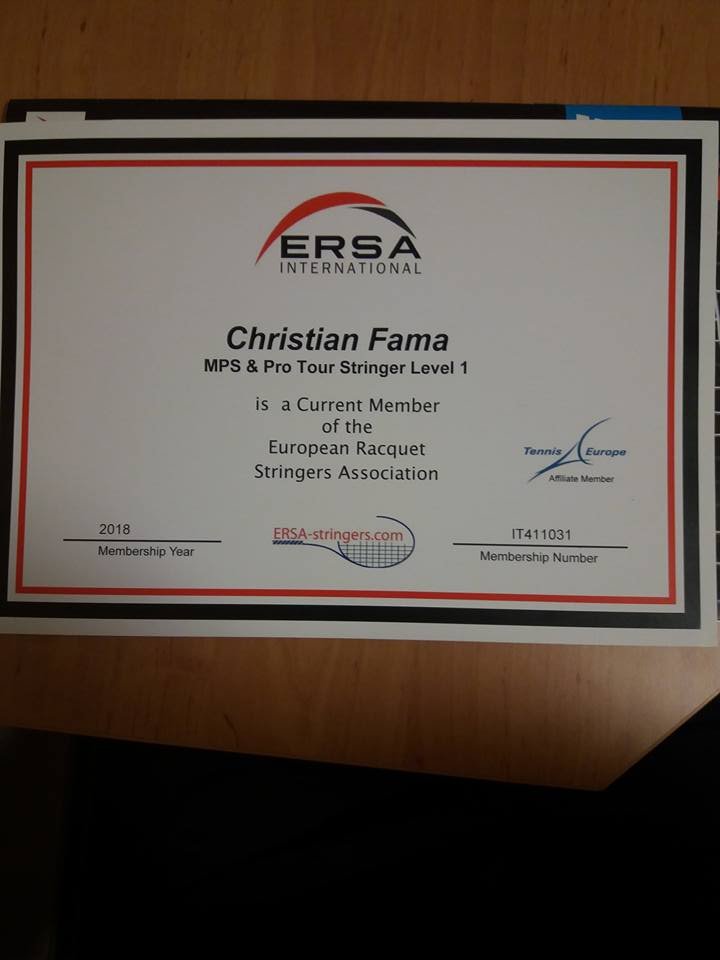 ERSA
INTERNATIONAL
Christian Fama
MPS & Pro Tour Stringer Level 1
is a Current Member
of the
European Racquet
Stringers Association
Tennis Europe
Affiliate Member
2018
Membership Year
ERSA-stringers.com
IT411031
Membership Number